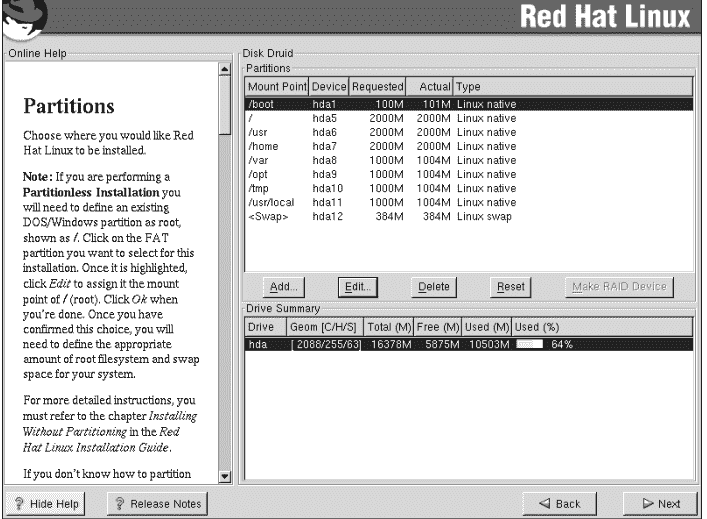 Red Hat Linux
Online Help
Partitions
Choose where you would like Red
Hat Linux to be installed.
Note: If you are performing a
Partitionless Installation you
will need to define an existing
DOS/Windows partition as root,
shown as /. Click on the FAT
partition you want to select for this
installation. Once it is highlighted,
click Edit to assign it the mount
point of / (root). Click Ok when
you're done. Once you have
confirmed this choice, you will
need to define the appropriate
amount of root filesystem and swap
space for your system.
For more detailed instructions, you
must refer to the chapter Installing
Without Partitioning in the Red
Hat Linux Installation Guide.
If you don't know how to partition
Disk Druid
Partitions
Mount Point Device Requested Actual Type
/boot hda1 100M 101M Linux native
/ hda5 2000M 2000M Linux native
/usr hda6 2000M 2000M Linux native
/home hda7 2000M 2000M Linux native
/var hda8 1000M 1004M Linux native
/opt hda9 1000M 1004M Linux native
/tmp hda10 1000M 1004M Linux native
/usr/local hda11 1000M 1004M Linux native
<Swap> hda12 384M 384M Linux swap
Add... Edit... Delete Reset Make RAID Device
Drive Summary
Drive Geom [C/H/S] Total (M) Free (M) Used (M) Used (%)
hda [ 2088/255/63] 16378M 5875M 10503M 64%
Hide Help Release Notes Back Next